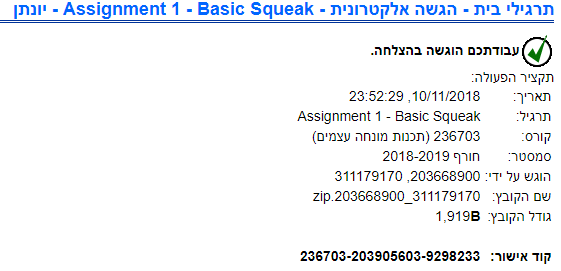 תרגילי בית - הגשה אלקטרונית - Assignment 1 - Basic Squeak - יונתן
עבודתכם הוגשה בהצלחה.
תקציר הפעולה:
תאריך: 10/11/2018, 23:52:29
תרגיל: Assignment 1 - Basic Squeak
קורס: 236703 (תכנות מונחה עצמים)
סמסטר: חורף 2018-2019
הוגש על ידי: 203668900, 311179170
שם הקובץ: 311179170_203668900.zip
גודל הקובץ: 1,919B
קוד אישור: 236703-203905603-9298233